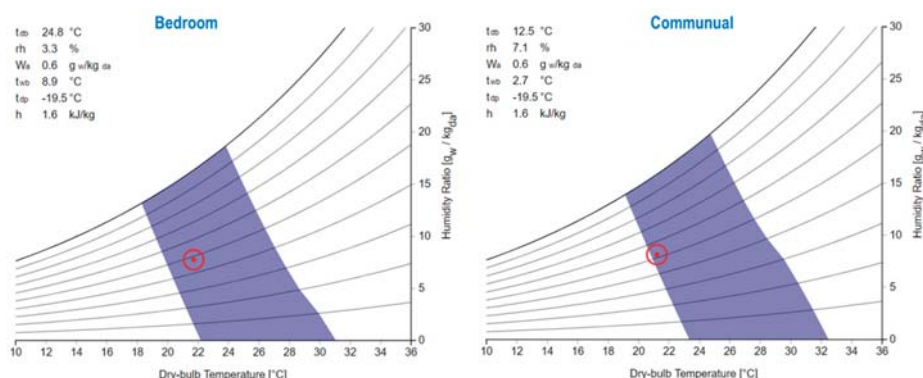 Bedroom
tdb 24.8 °C
rh 3.3 %
Wa 0.6 g w/kg da
twb 8.9 °C
tdp -19.5 °C
h 1.6 kJ/kg
30
25
20
15
10
5
0
Humidity Ratio [gw / kgda]
10 12 14 16 18 20 22 24 26 28 30 32 34 36
Dry-bulb Temperature [°C]
Communual
tdb 12.5 °C
rh 7.1 %
Wa 0.6 g w/kg da
twb 2.7 °C
tdp -19.5 °C
h 1.6 kJ/kg
30
25
20
15
10
5
0
Humidity Ratio [gw / kgda]
10 12 14 16 18 20 22 24 26 28 30 32 34 36
Dry-bulb Temperature [°C]